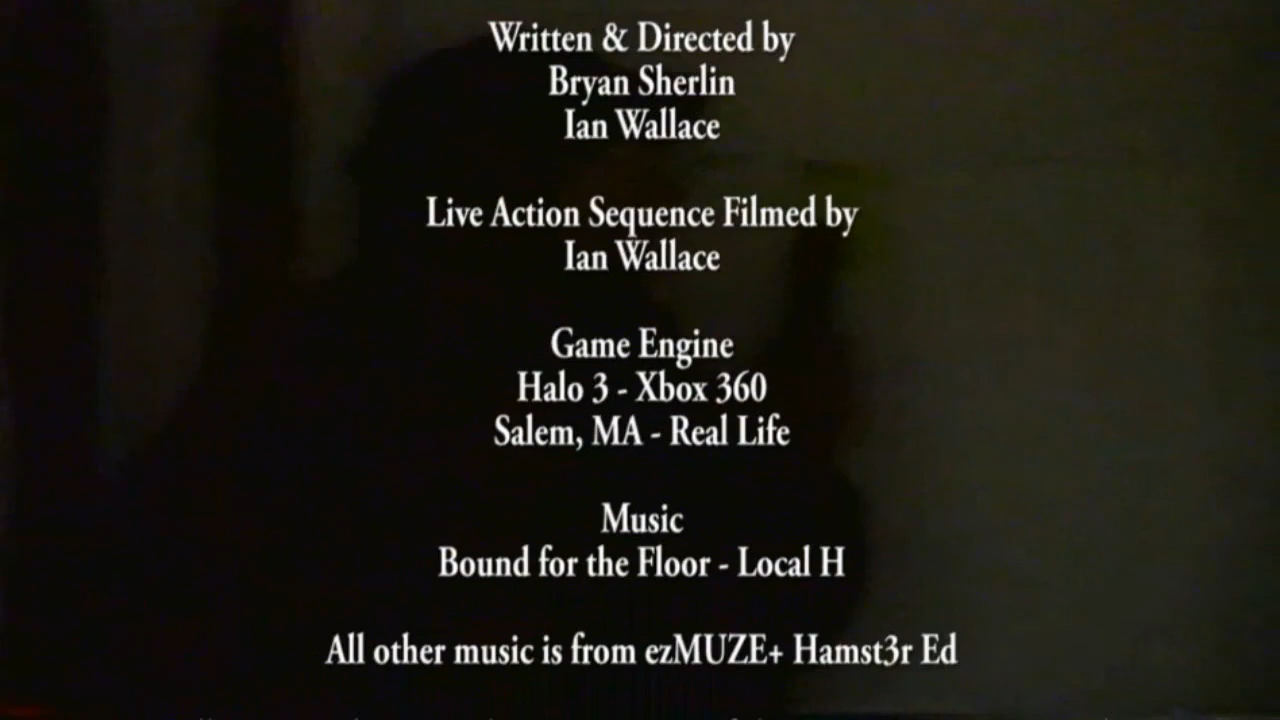 Written & Directed by
Bryan Sherlin
Ian Wallace
Live Action Sequence Filmed by
Ian Wallace
Game Engine
Halo 3 - Xbox 360
Salem, MA - Real Life
Music
Bound for the Floor - Local H
All other music is from ezMUZE+ Hamst3r Ed